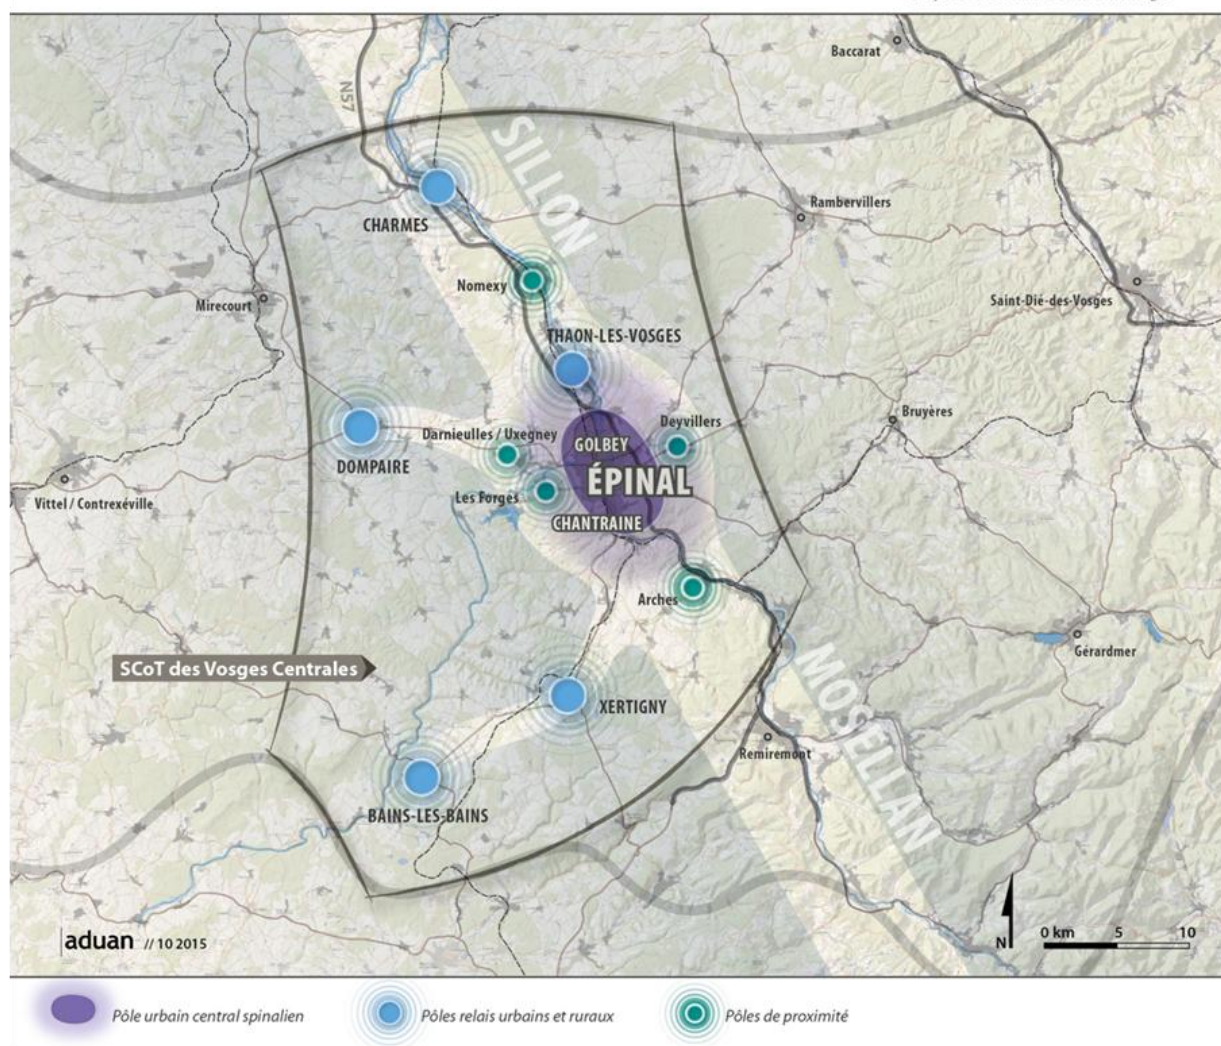 Baccarat
N57
SILLON
Rambervillers
CHARMES
Nomexy
Saint-Dié-des-Vosges
Mirecourt
THAON-LES-VOSGES
Bruyères
Deyvillers
Darnieulles / Uxegney
GOLBEY
DOMPAIRE
ÉPINAL
Les Forges
Vittel / Contrexéville
CHANTRAINE
Arches
Gérardmer
SCoT des Vosges Centrales
MOSELLAN
XERTIGNY
Remiremont
BAINS-LES-BAINS
aduan // 10 2015
N
0 km 5 10
Pôle urbain central spinalien
Pôles relais urbains et ruraux
Pôles de proximité